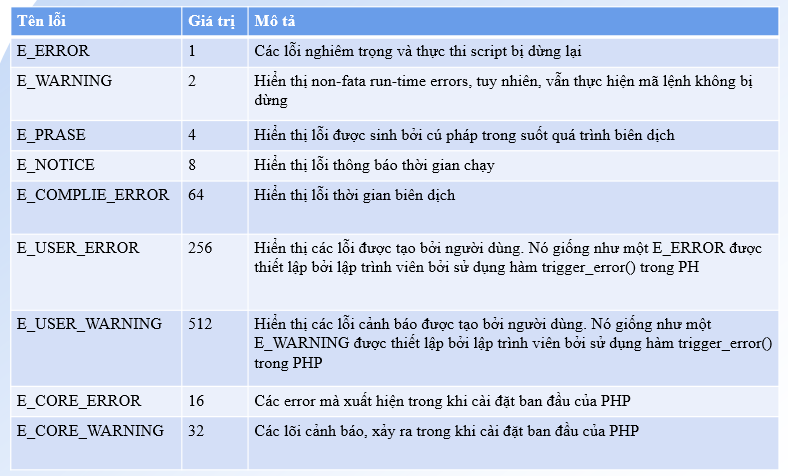 Tên lỗi Giá trị Mô tả
E_ERROR 1 Các lỗi nghiêm trọng và thực thi script bị dừng lại
E_WARNING 2 Hiển thị non-fata run-time errors, tuy nhiên, vẫn thực hiện mã lệnh không bị
dừng
E_PRASE 4 Hiển thị lỗi được sinh bởi cú pháp trong suốt quá trình biên dịch
E_NOTICE 8 Hiển thị lỗi thông báo thời gian chạy
E_COMPLIE_ERROR 64 Hiển thị lỗi thời gian biên dịch
E_USER_ERROR 256 Hiển thị các lỗi được tạo bởi người dùng. Nó giống như một E_ERROR được
thiết lập bởi lập trình viên bởi sử dụng hàm trigger_error() trong PH
E_USER_WARNING 512 Hiển thị các lỗi cảnh báo được tạo bởi người dùng. Nó giống như một
E_WARNING được thiết lập bởi lập trình viên bởi sử dụng hàm trigger_error()
trong PHP
E_CORE_ERROR 16 Các error mà xuất hiện trong khi cài đặt ban đầu của PHP
E_CORE_WARNING 32 Các lõi cảnh báo, xảy ra trong khi cài đặt ban đầu của PHP